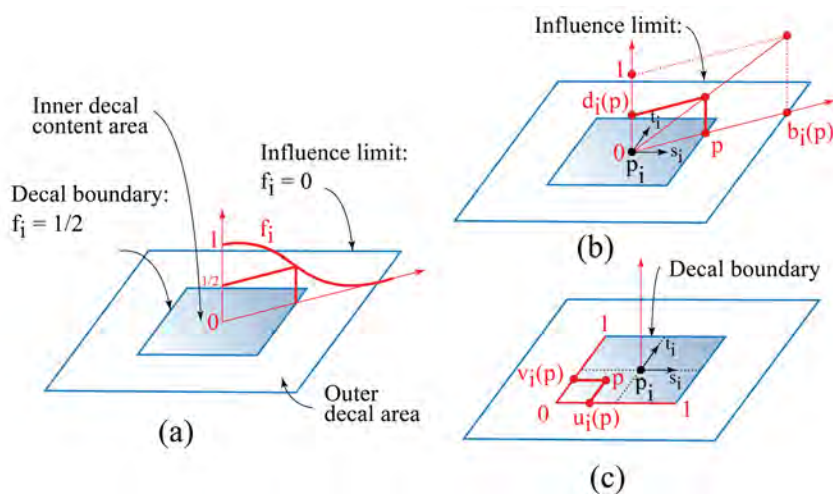 Inner decal
content area
Decal boundary:
f_i = 1/2
Influence limit:
f_i = 0
f_i
1
1/2
0
Outer
decal area
(a)
Influence limit:
1
d_i(p)
t_i
0
s_i
p_i
p
b_i(p)
(b)
Decal boundary
1
t_i
v_i(p)
p
p_i
s_i
0
u_i(p)
1
(c)